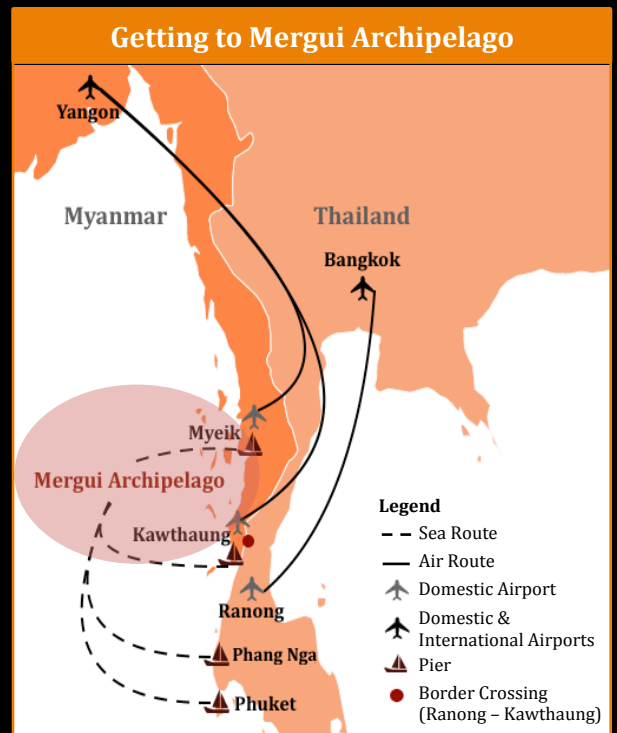 Getting to Mergui Archipelago
Yangon
Myanmar
Thailand
Bangkok
Myeik
Mergui Archipelago
Kawthaung
Ranong
Phang Nga
Phuket
Legend
Sea Route
Air Route
Domestic Airport
Domestic &
International Airports
Pier
Border Crossing
(Ranong – Kawthaung)